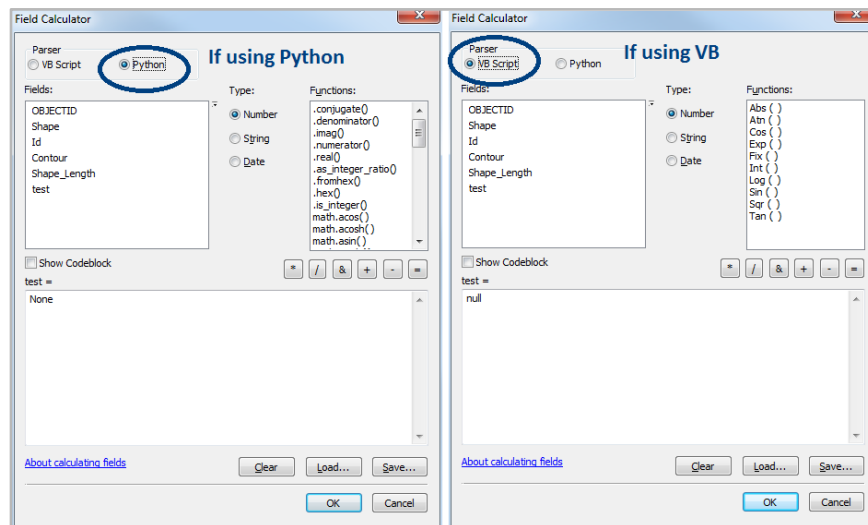 Field Calculator
Parser
VB Script
Python
If using Python
Fields:
Type:
Functions:
OBJECTID
Shape
Id
Contour
Shape_Length
test
Number
String
Date
.conjugate()
.denominator()
.imag()
.numerator()
.real()
.as_integer_ratio()
.fromhex()
.hex()
.is_integer()
math.acos( )
math.acosh( )
math.asin( )
Show Codeblock
* / & + - =
test =
None
About calculating fields
Clear
Load...
Save...
OK
Cancel
Field Calculator
Parser
VB Script
Python
If using VB
Fields:
Type:
Functions:
OBJECTID
Shape
Id
Contour
Shape_Length
test
Number
String
Date
Abs ( )
Atn ( )
Cos ( )
Exp ( )
Fix ( )
Int ( )
Log ( )
Sin ( )
Sqr ( )
Tan ( )
Show Codeblock
* / & + - =
test =
null
About calculating fields
Clear
Load...
Save...
OK
Cancel